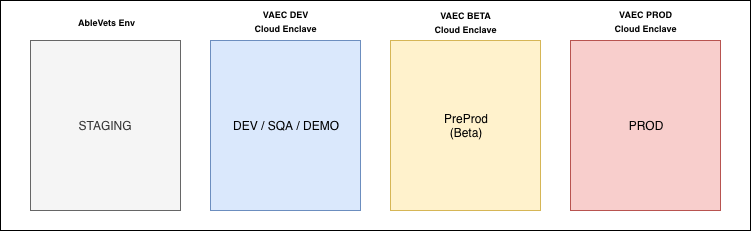 AbleVets Env
VAEC DEV
Cloud Enclave
VAEC BETA
Cloud Enclave
VAEC PROD
Cloud Enclave
STAGING
DEV / SQA / DEMO
PreProd
(Beta)
PROD